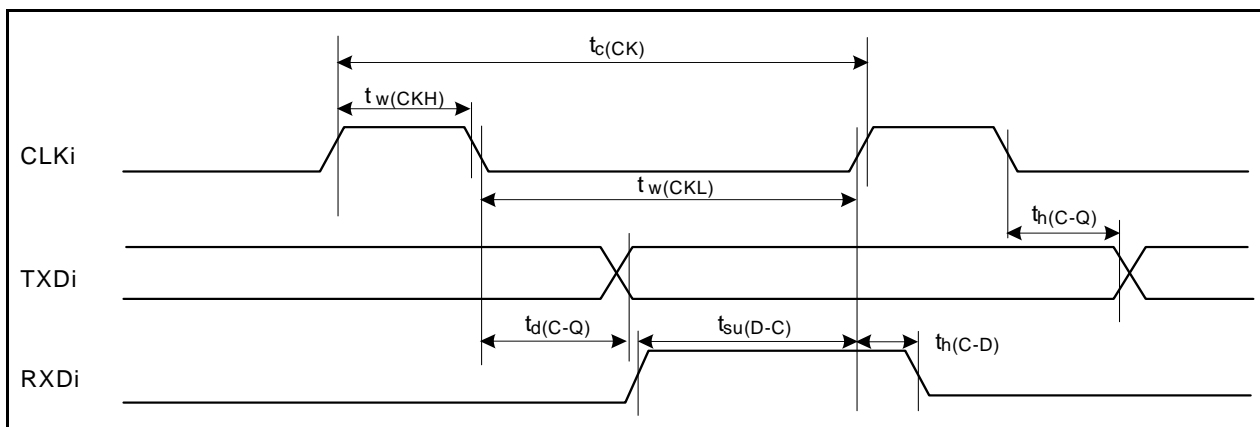 tc(CK)
tw(CKH)
CLKi
tw(CKL)
th(C-Q)
TXDi
td(C-Q)
tsu(D-C)
th(C-D)
RXDi